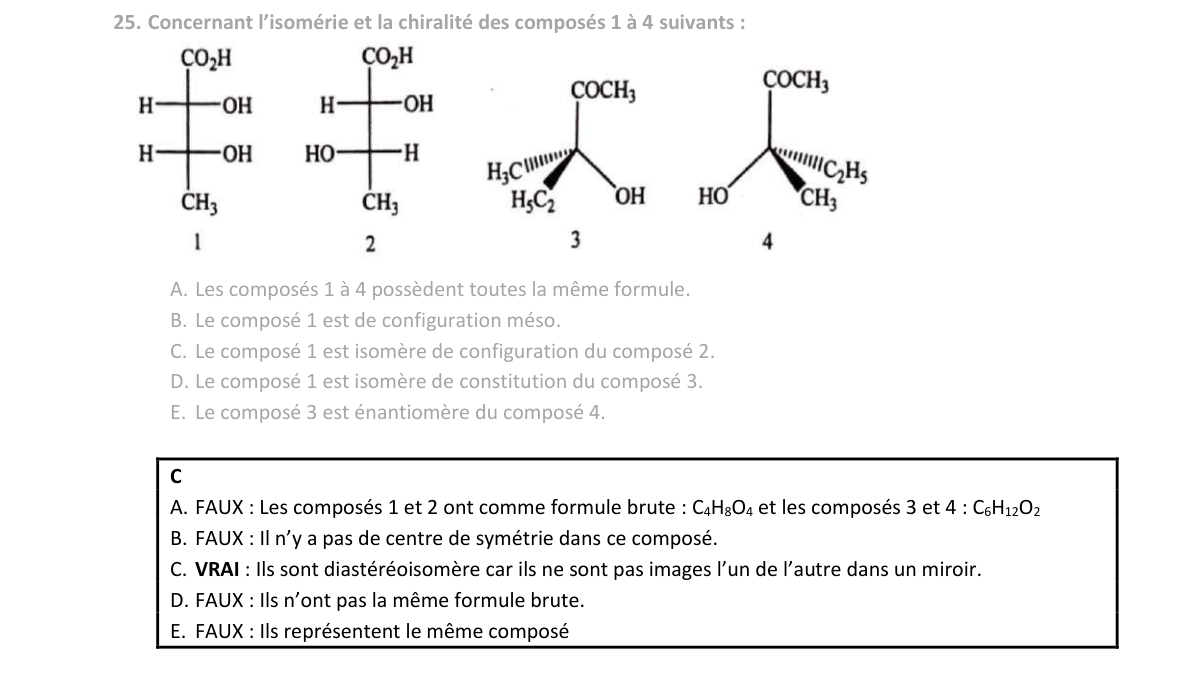 25. Concernant l’isomérie et la chiralité des composés 1 à 4 suivants :
CO₂H CO₂H COCH₃ COCH₃
H OH H OH
H OH HO H H₃C C₂H₅
CH₃ CH₃ H₅C₂ OH HO CH₃
1 2 3 4
A. Les composés 1 à 4 possèdent toutes la même formule.
B. Le composé 1 est de configuration méso.
C. Le composé 1 est isomère de configuration du composé 2.
D. Le composé 1 est isomère de constitution du composé 3.
E. Le composé 3 est énantiomère du composé 4.
C
A. FAUX : Les composés 1 et 2 ont comme formule brute : C₄H₈O₄ et les composés 3 et 4 : C₆H₁₂O₂
B. FAUX : Il n’y a pas de centre de symétrie dans ce composé.
C. VRAI : Ils sont diastéréoisomère car ils ne sont pas images l’un de l’autre dans un miroir.
D. FAUX : Ils n’ont pas la même formule brute.
E. FAUX : Ils représentent le même composé